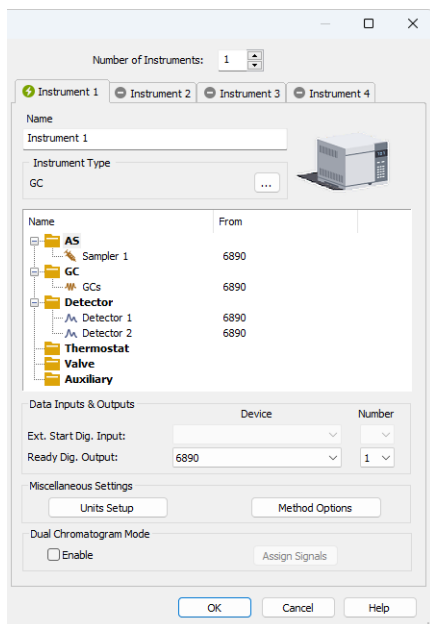 Number of Instruments: 1
Instrument 1 Instrument 2 Instrument 3 Instrument 4
Name
Instrument 1
Instrument Type
GC ...
Name From
AS
Sampler 1 6890
GC
GCs 6890
Detector
Detector 1 6890
Detector 2 6890
Thermostat
Valve
Auxiliary
Data Inputs & Outputs
Device Number
Ext. Start Dig. Input:
Ready Dig. Output: 6890 1
Miscellaneous Settings
Units Setup Method Options
Dual Chromatogram Mode
Enable Assign Signals
OK Cancel Help